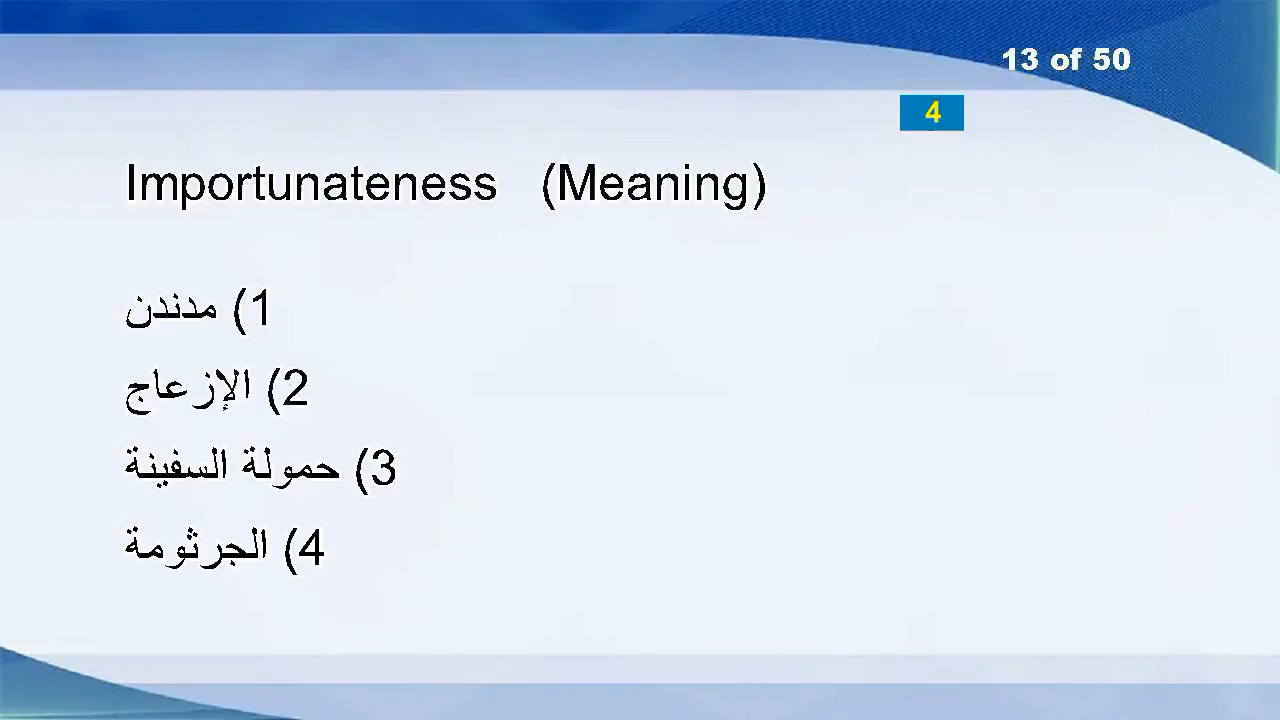 13 of 50
4
Importunateness (Meaning)
1) مدندن
2) الإزعاج
3) حمولة السفينة
4) الجرثومة